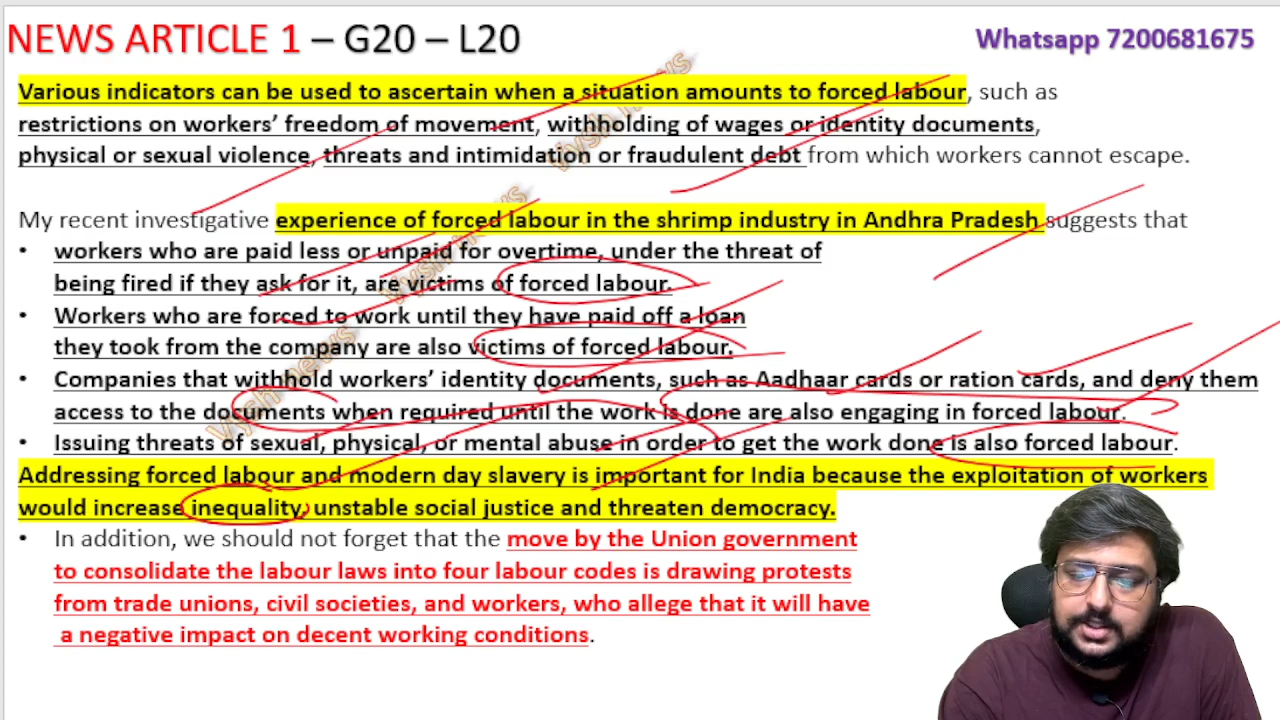 NEWS ARTICLE 1 – G20 – L20
Whatsapp 7200681675
Various indicators can be used to ascertain when a situation amounts to forced labour, such as
restrictions on workers’ freedom of movement, withholding of wages or identity documents,
physical or sexual violence, threats and intimidation or fraudulent debt from which workers cannot escape.
My recent investigative experience of forced labour in the shrimp industry in Andhra Pradesh suggests that
• workers who are paid less or unpaid for overtime, under the threat of
being fired if they ask for it, are victims of forced labour.
• Workers who are forced to work until they have paid off a loan
they took from the company are also victims of forced labour.
• Companies that withhold workers’ identity documents, such as Aadhaar cards or ration cards, and deny them
access to the documents when required until the work is done are also engaging in forced labour.
• Issuing threats of sexual, physical, or mental abuse in order to get the work done is also forced labour.
Addressing forced labour and modern day slavery is important for India because the exploitation of workers
would increase inequality, unstable social justice and threaten democracy.
• In addition, we should not forget that the move by the Union government
to consolidate the labour laws into four labour codes is drawing protests
from trade unions, civil societies, and workers, who allege that it will have
a negative impact on decent working conditions.